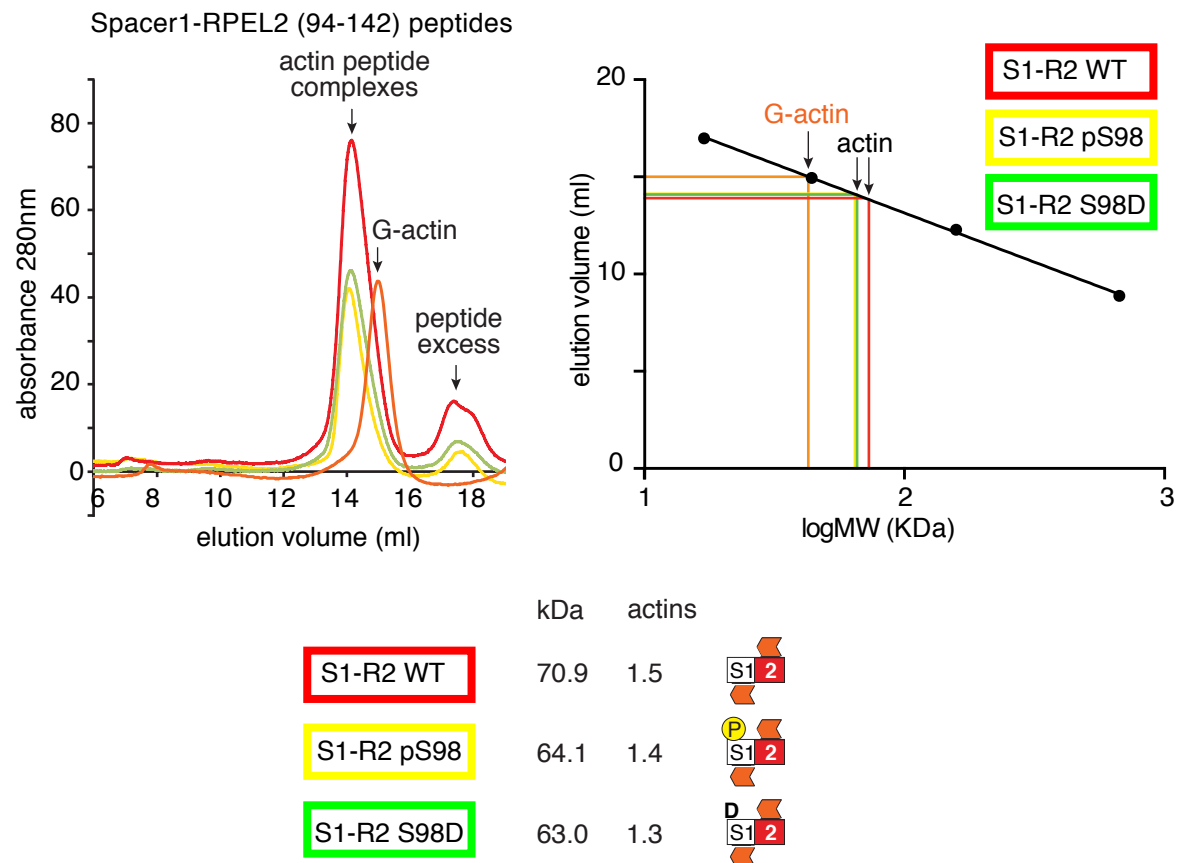 Spacer1-RPEL2 (94-142) peptides
actin peptide
complexes
G-actin
peptide
excess
absorbance 280nm
80
60
40
20
0
6 8 10 12 14 16 18
elution volume (ml)
20
10
0
elution volume (ml)
G-actin
actin
1 2 3
logMW (KDa)
S1-R2 WT
S1-R2 pS98
S1-R2 S98D
kDa actins
S1-R2 WT 70.9 1.5 S1 2
P
S1-R2 pS98 64.1 1.4 S1 2
D
S1-R2 S98D 63.0 1.3 S1 2